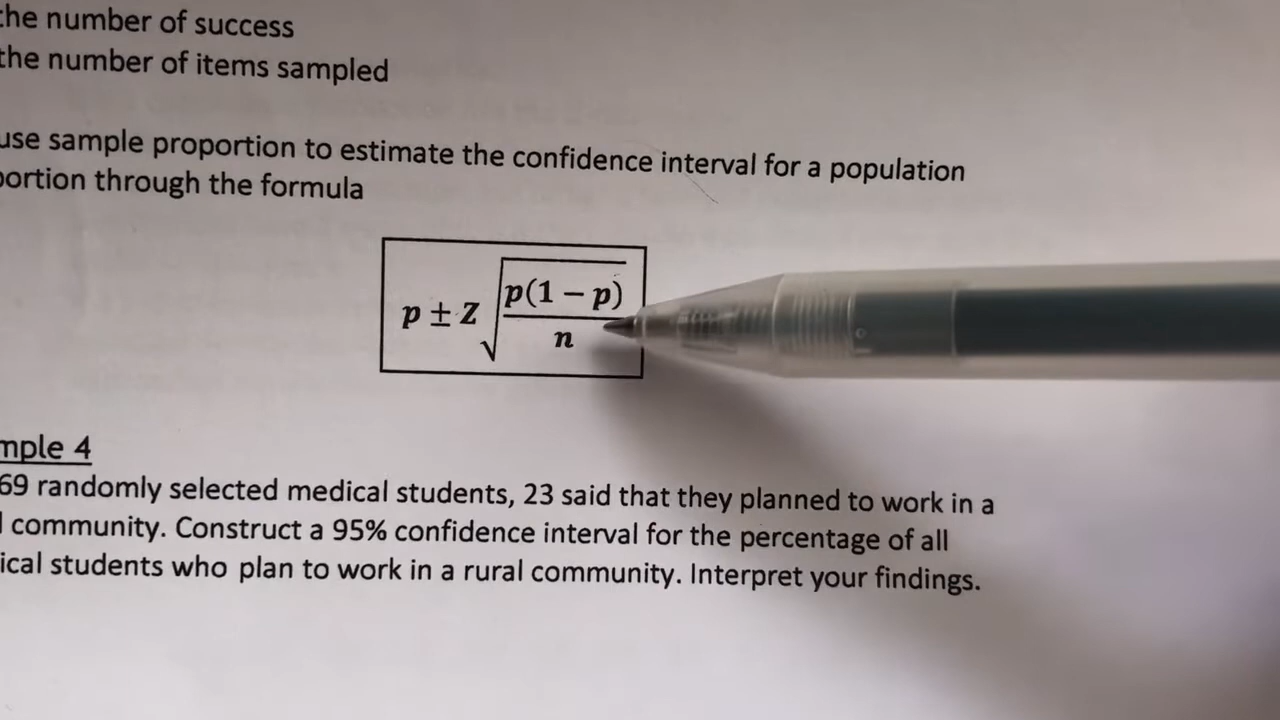 the number of success
the number of items sampled
use sample proportion to estimate the confidence interval for a population
portion through the formula
p ± Z √(p(1 − p)/n)
mple 4
69 randomly selected medical students, 23 said that they planned to work in a
l community. Construct a 95% confidence interval for the percentage of all
ical students who plan to work in a rural community. Interpret your findings.